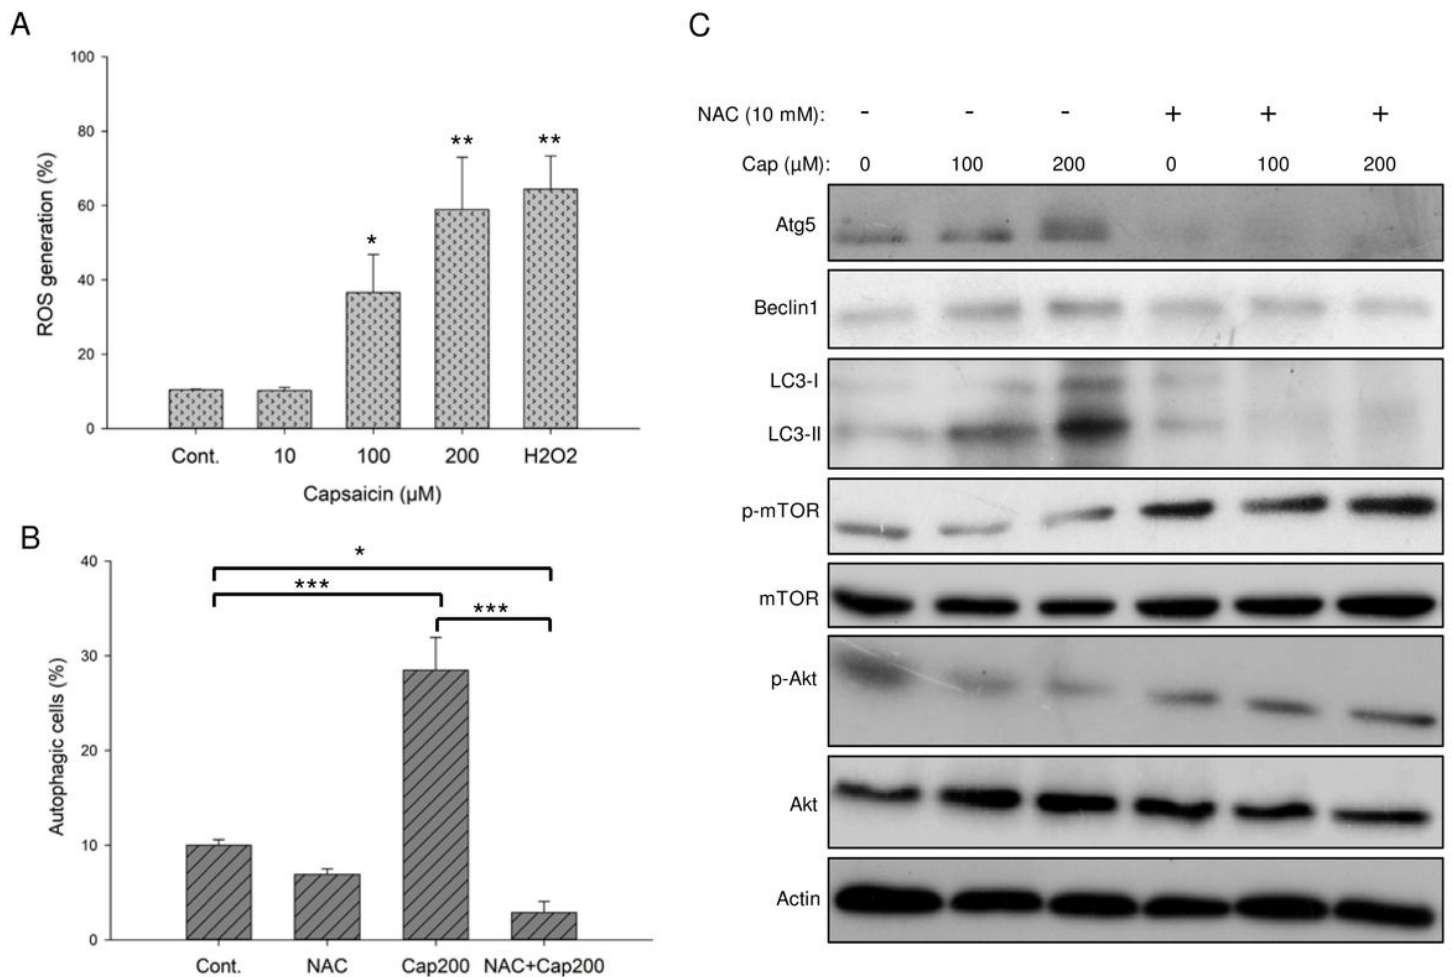 A
100
80
60
40
20
0
ROS generation (%)
*
**
**
Cont. 10 100 200 H2O2
Capsaicin (µM)
B
40
30
20
10
0
Autophagic cells (%)
*
***
***
Cont. NAC Cap200 NAC+Cap200
C
NAC (10 mM): - - - + + +
Cap (µM): 0 100 200 0 100 200
Atg5
Beclin1
LC3-I
LC3-II
p-mTOR
mTOR
p-Akt
Akt
Actin